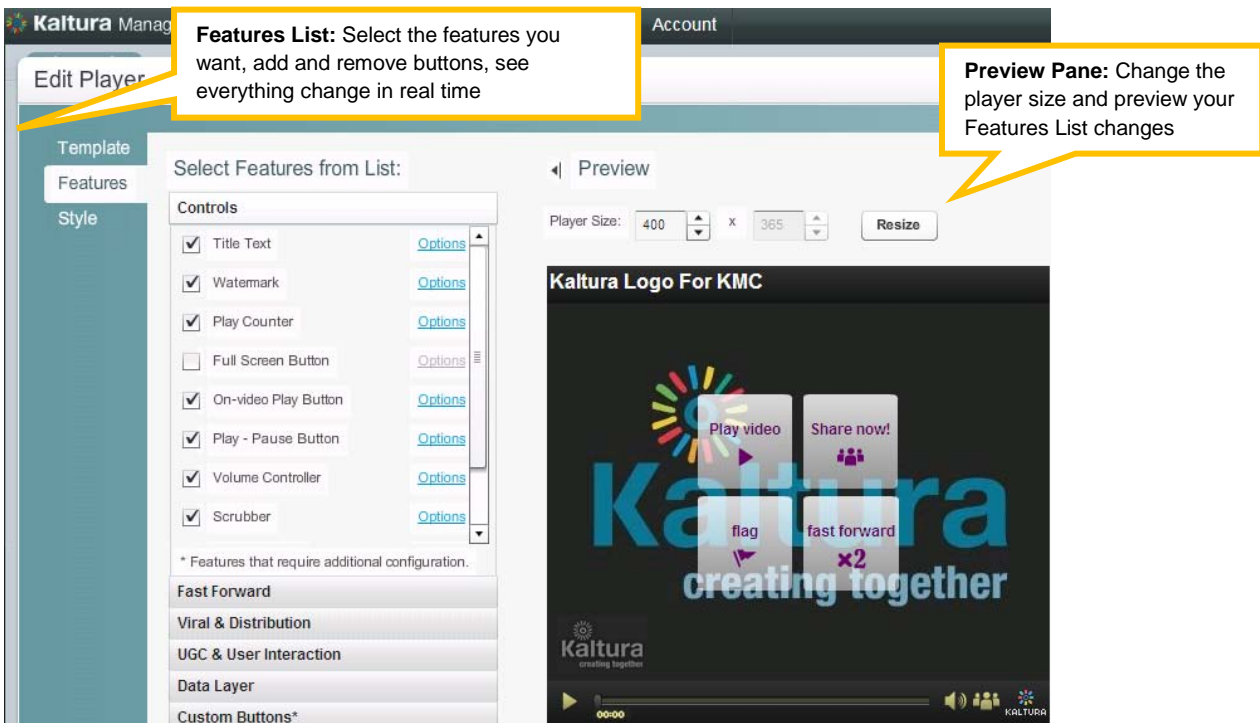 Kaltura Manag
Account
Features List: Select the features you
want, add and remove buttons, see
everything change in real time
Preview Pane: Change the
player size and preview your
Features List changes
Edit Player
Template
Features
Style
Select Features from List:
Controls
Title Text Options
Watermark Options
Play Counter Options
Full Screen Button Options
On-video Play Button Options
Play - Pause Button Options
Volume Controller Options
Scrubber Options
* Features that require additional configuration.
Fast Forward
Viral & Distribution
UGC & User Interaction
Data Layer
Custom Buttons*
Preview
Player Size: 400 x 365 Resize
Kaltura Logo For KMC
Play video
Share now!
flag
fast forward
×2
Kaltura
creating together
Kaltura
creating together
00:00
KALTURA